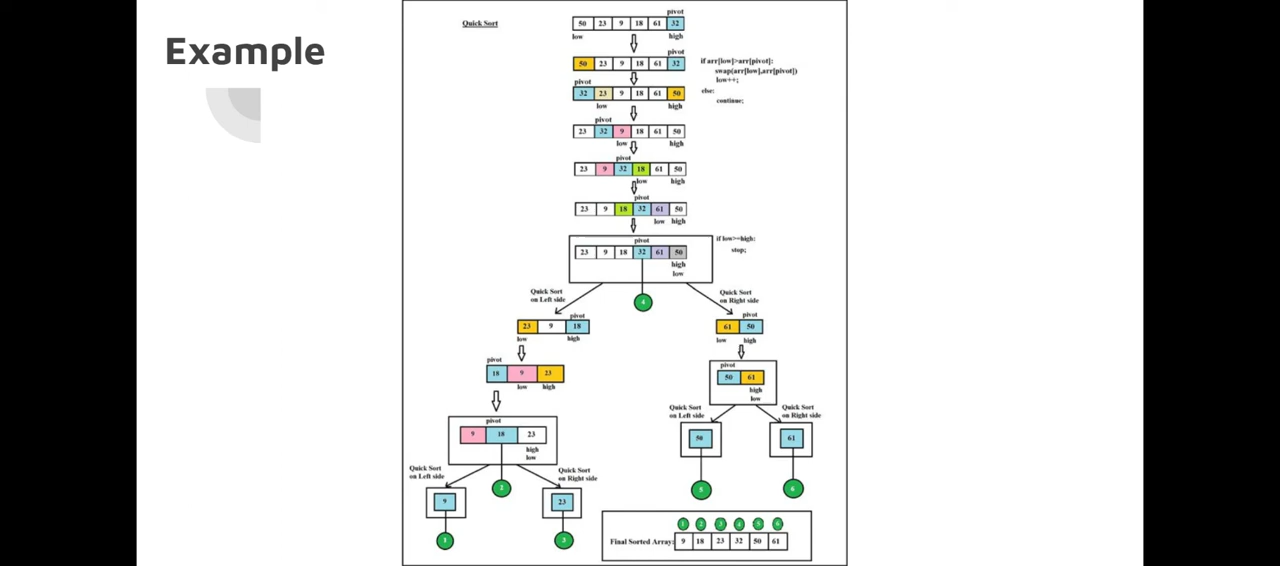 Example
Quick Sort
pivot
50 23 9 18 61 32
low high
pivot
50 23 9 18 61 32
if arr[low]>arr[pivot]:
swap(arr[low],arr[pivot])
low++;
else:
continue;
pivot
32 23 9 18 61 50
low high
pivot
23 32 9 18 61 50
low high
pivot
23 9 32 18 61 50
low high
pivot
23 9 18 32 61 50
low high
pivot
23 9 18 32 61 50
high
low
if low>=high:
stop;
4
Quick Sort
on Left side
Quick Sort
on Right side
pivot
23 9 18
low high
pivot
61 50
low high
pivot
18 9 23
low high
pivot
50 61
high
low
Quick Sort
on Left side
Quick Sort
on Right side
50
61
5
6
pivot
9 18 23
high
low
Quick Sort
on Left side
Quick Sort
on Right side
2
9
23
1
3
1 2 3 4 5 6
Final Sorted Array: 9 18 23 32 50 61